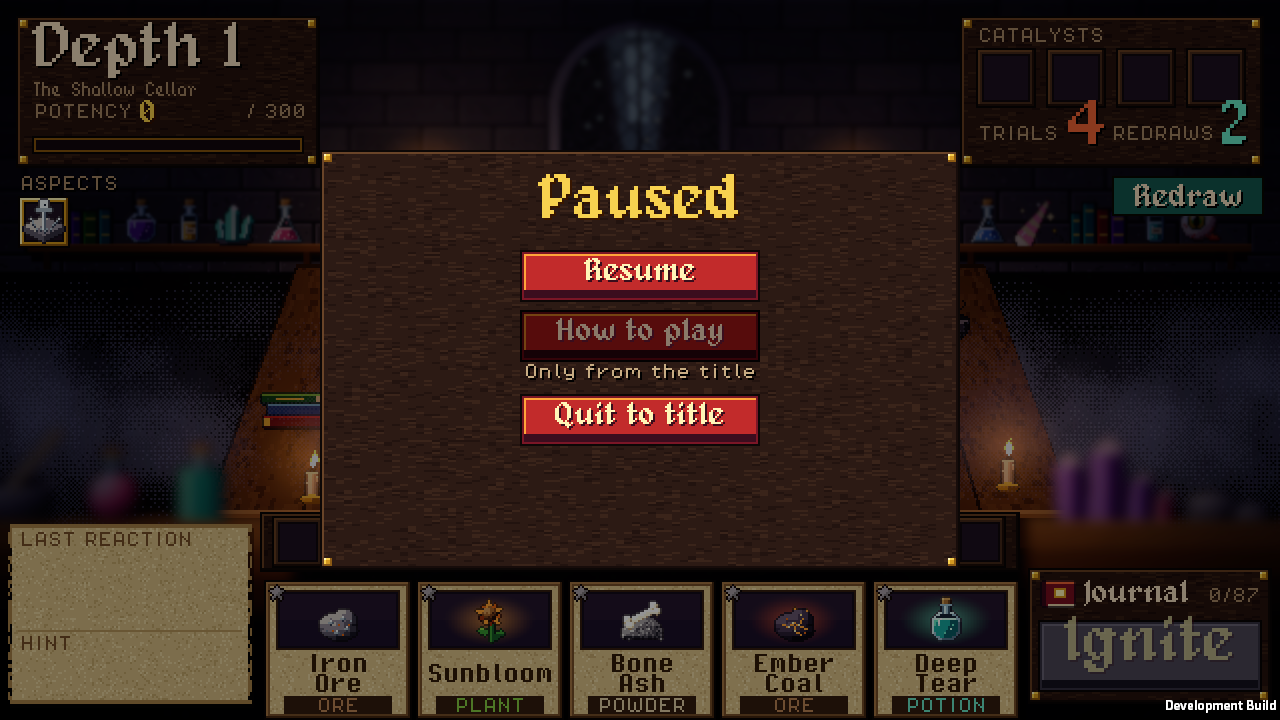 Depth 1
The Shallow Cellar
POTENCY 0 / 300
ASPECTS
CATALYSTS
TRIALS 4 REDRAWS 2
Redraw
Paused
Resume
How to play
Only from the title
Quit to title
LAST REACTION
HINT
Iron
Ore
ORE
Sunbloom
PLANT
Bone
Ash
POWDER
Ember
Coal
ORE
Deep
Tear
POTION
Journal 0/87
Ignite
Development Build